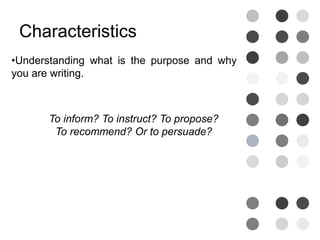 Characteristics
•Understanding what is the purpose and why
you are writing.
To inform? To instruct? To propose?
To recommend? Or to persuade?